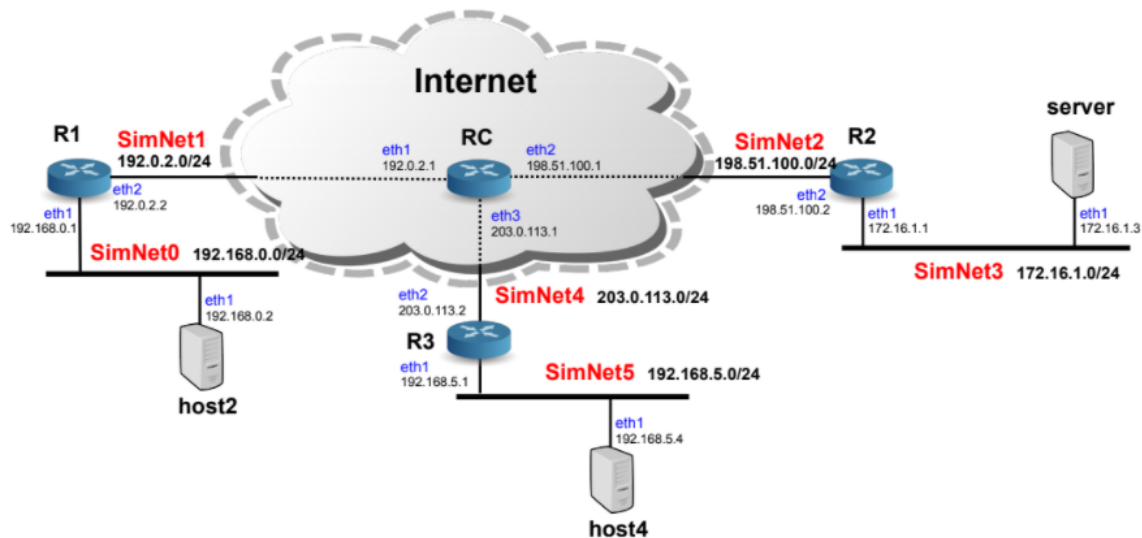 Internet
server
R1
SimNet1
192.0.2.0/24
RC
SimNet2
198.51.100.0/24
R2
eth1
192.0.2.1
eth2
198.51.100.1
eth2
192.0.2.2
eth1
192.168.0.1
eth3
203.0.113.1
eth2
198.51.100.2
eth1
172.16.1.1
eth1
172.16.1.3
SimNet0 192.168.0.0/24
SimNet3 172.16.1.0/24
eth1
192.168.0.2
eth2
203.0.113.2
SimNet4 203.0.113.0/24
R3
eth1
192.168.5.1
SimNet5 192.168.5.0/24
host2
eth1
192.168.5.4
host4